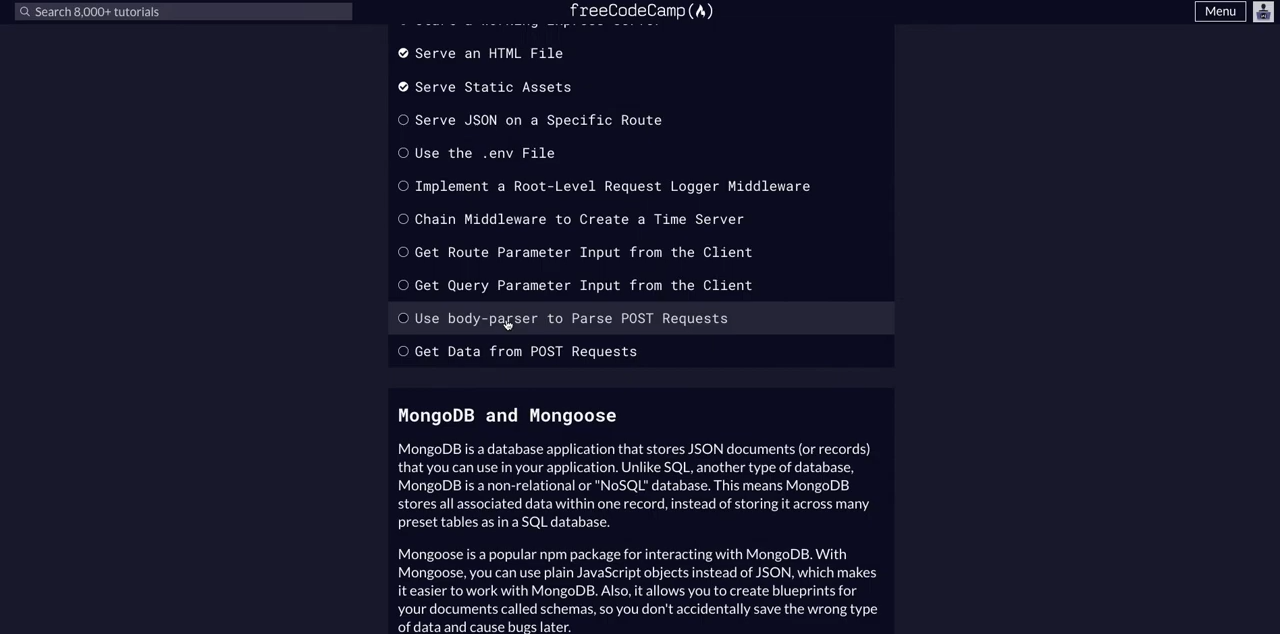 Search 8,000+ tutorials
freeCodeCamp
Menu
Start a Working Express Server
Serve an HTML File
Serve Static Assets
Serve JSON on a Specific Route
Use the .env File
Implement a Root-Level Request Logger Middleware
Chain Middleware to Create a Time Server
Get Route Parameter Input from the Client
Get Query Parameter Input from the Client
Use body-parser to Parse POST Requests
Get Data from POST Requests
MongoDB and Mongoose
MongoDB is a database application that stores JSON documents (or records)
that you can use in your application. Unlike SQL, another type of database,
MongoDB is a non-relational or "NoSQL" database. This means MongoDB
stores all associated data within one record, instead of storing it across many
preset tables as in a SQL database.
Mongoose is a popular npm package for interacting with MongoDB. With
Mongoose, you can use plain JavaScript objects instead of JSON, which makes
it easier to work with MongoDB. Also, it allows you to create blueprints for
your documents called schemas, so you don't accidentally save the wrong type
of data and cause bugs later.